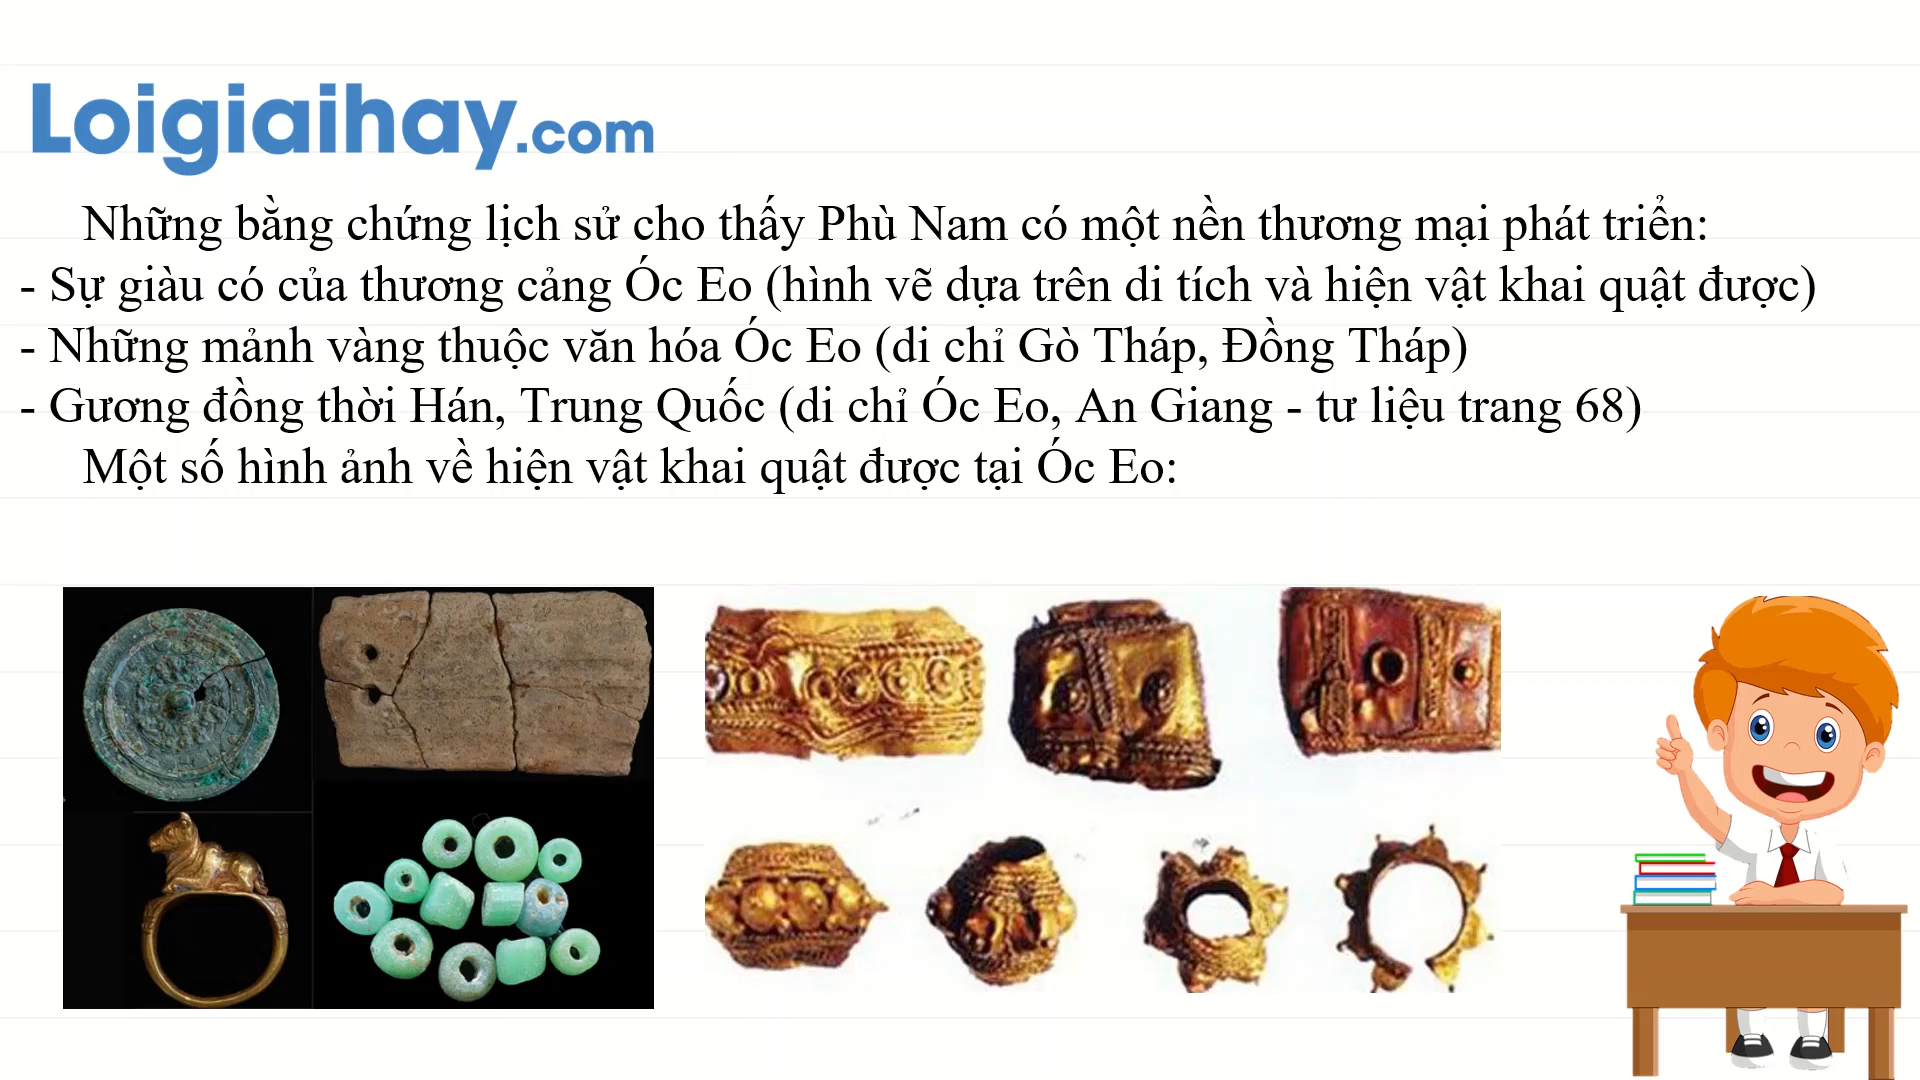 Loigiaihay.com
Những bằng chứng lịch sử cho thấy Phù Nam có một nền thương mại phát triển:
- Sự giàu có của thương cảng Óc Eo (hình vẽ dựa trên di tích và hiện vật khai quật được)
- Những mảnh vàng thuộc văn hóa Óc Eo (di chỉ Gò Tháp, Đồng Tháp)
- Gương đồng thời Hán, Trung Quốc (di chỉ Óc Eo, An Giang - tư liệu trang 68)
Một số hình ảnh về hiện vật khai quật được tại Óc Eo: